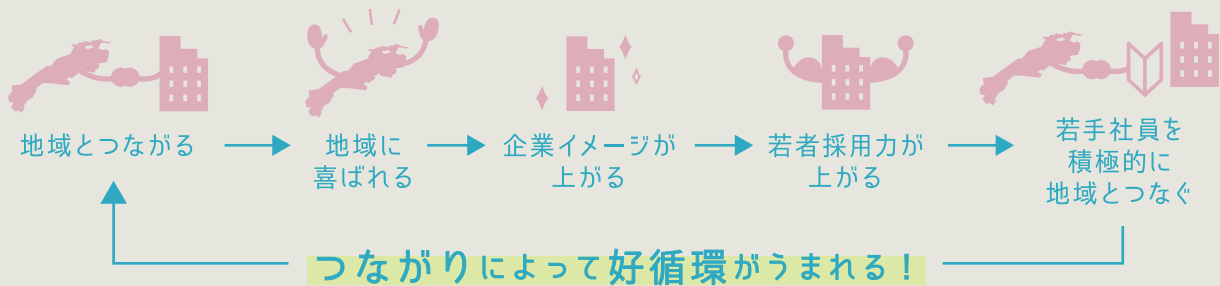 地域とつながる
地域に
喜ばれる
企業イメージが
上がる
若者採用力が
上がる
若手社員を
積極的に
地域とつなぐ
つながりによって好循環がうまれる！